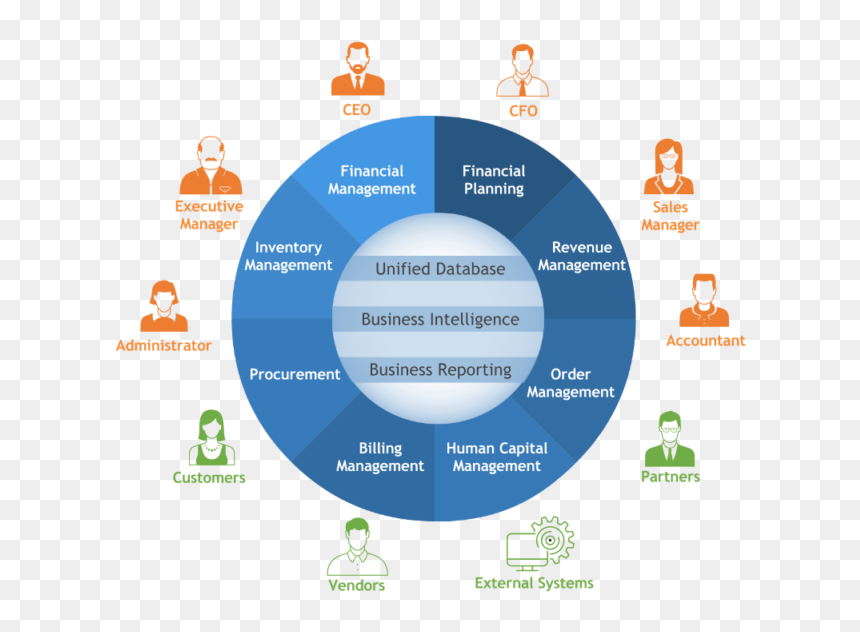 CEO
CFO
Executive
Manager
Sales
Manager
Financial
Management
Financial
Planning
Inventory
Management
Revenue
Management
Unified Database
Business Intelligence
Business Reporting
Administrator
Accountant
Procurement
Order
Management
Billing
Management
Human Capital
Management
Customers
Partners
Vendors
External Systems